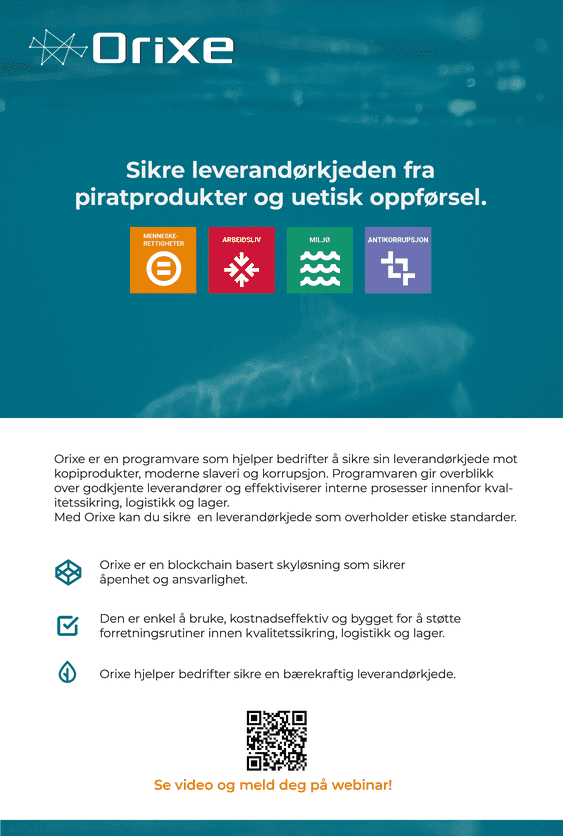 Orixe
Sikre leverandørkjeden fra
piratprodukter og uetisk oppførsel.
MENNESKE-
RETTIGHETER
ARBEIDSLIV
MILJØ
ANTIKORRUPSJON
Orixe er en programvare som hjelper bedrifter å sikre sin leverandørkjede mot
kopiprodukter, moderne slaveri og korrupsjon. Programvaren gir overblikk
over godkjente leverandører og effektiviserer interne prosesser innenfor kval-
itetssikring, logistikk og lager.
Med Orixe kan du sikre  en leverandørkjede som overholder etiske standarder.
Orixe er en blockchain basert skyløsning som sikrer
åpenhet og ansvarlighet.
Den er enkel å bruke, kostnadseffektiv og bygget for å støtte
forretningsrutiner innen kvalitetssikring, logistikk og lager.
Orixe hjelper bedrifter sikre en bærekraftig leverandørkjede.
Se video og meld deg på webinar!